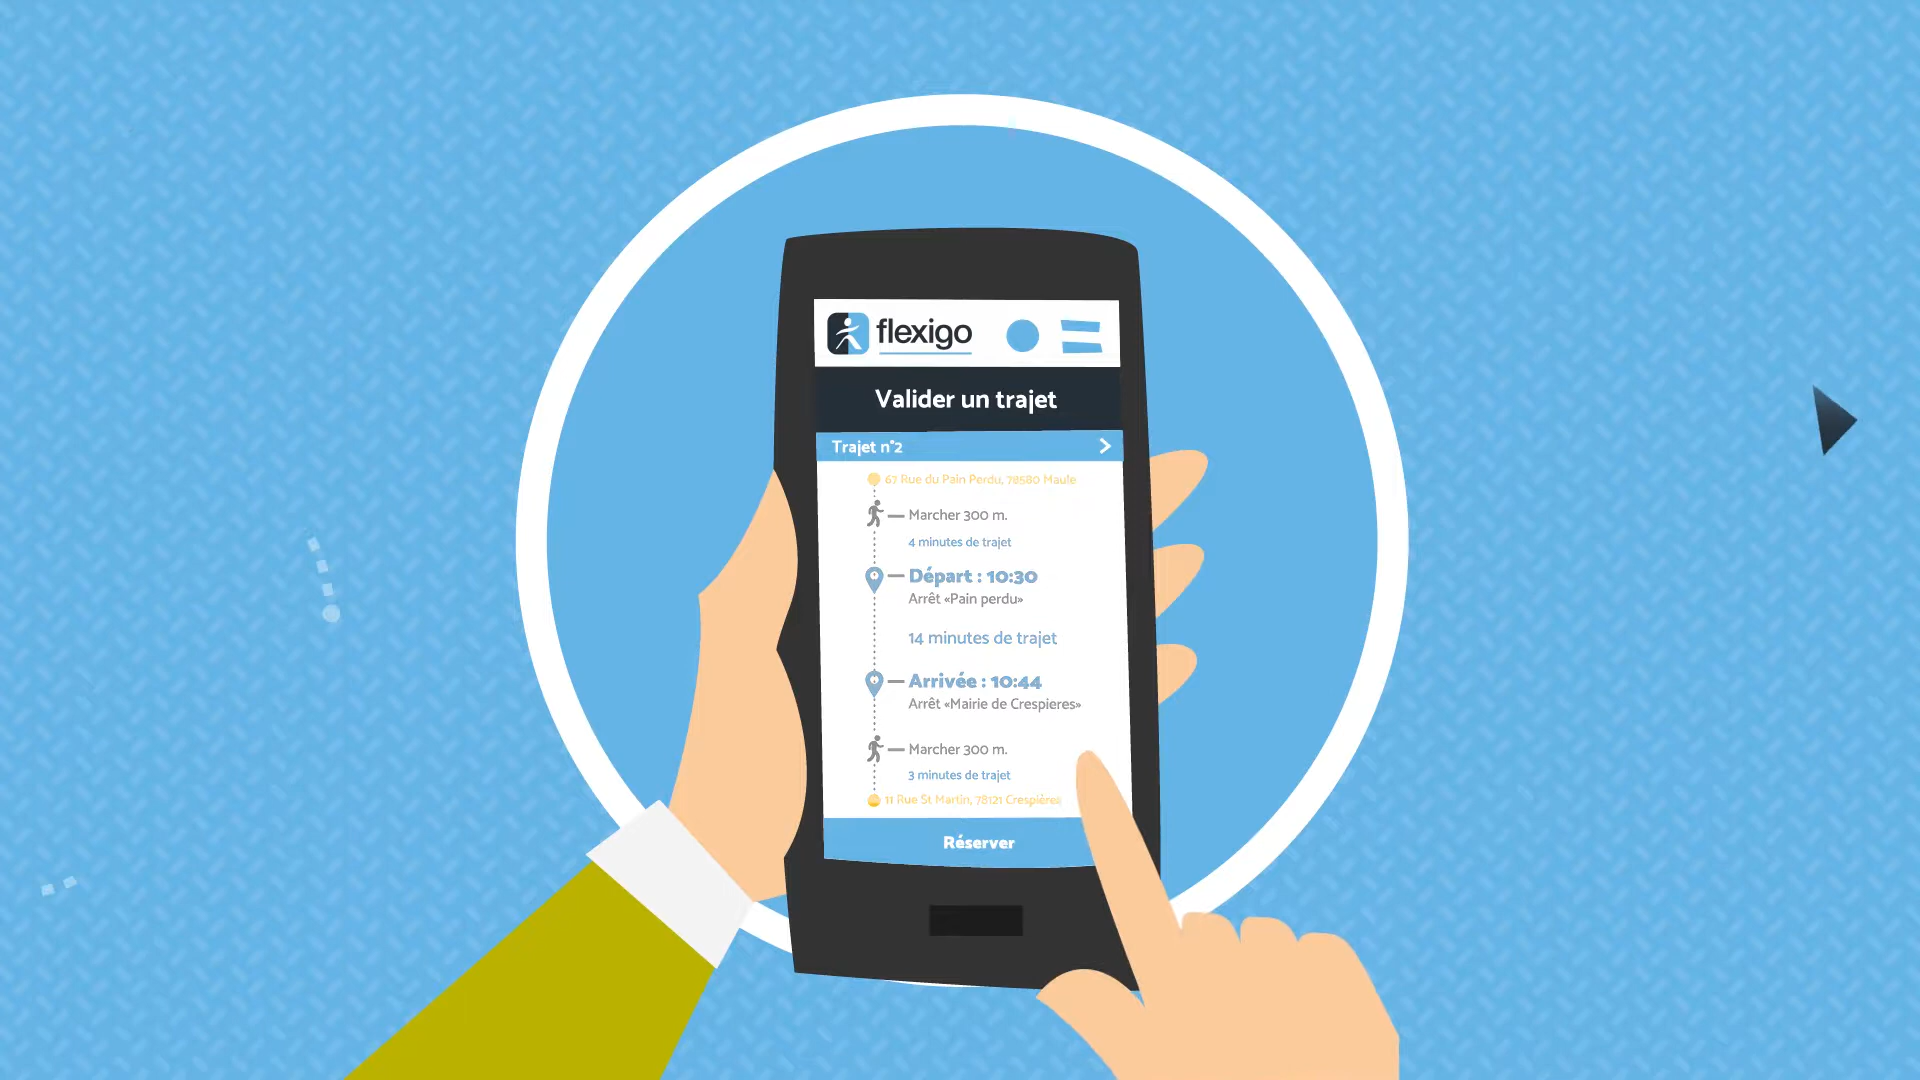 flexigo
Valider un trajet
Trajet n°2
67 Rue du Pain Perdu, 78580 Maule
Marcher 300 m.
4 minutes de trajet
Départ : 10:30
Arrêt «Pain perdu»
14 minutes de trajet
Arrivée : 10:44
Arrêt «Mairie de Crespieres»
Marcher 300 m.
3 minutes de trajet
11 Rue St Martin, 78121 Crespières
Réserver